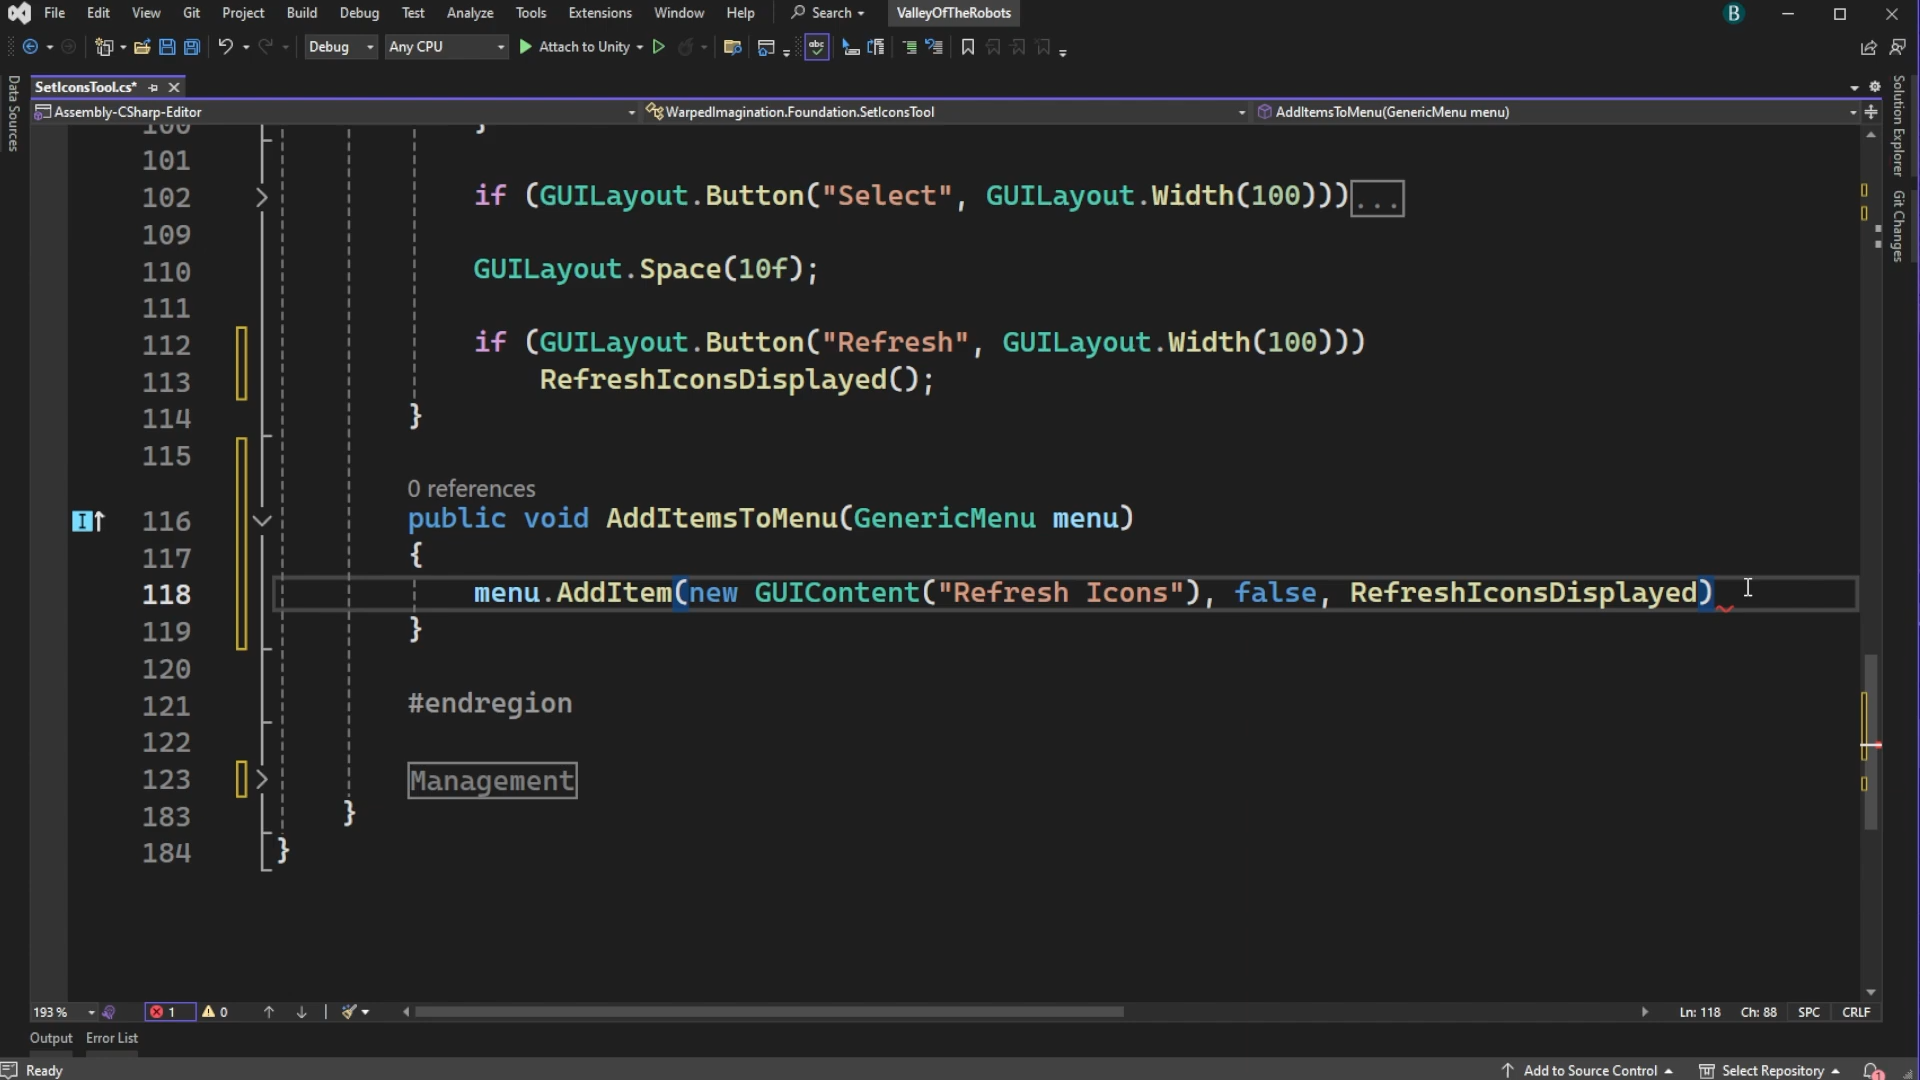 File Edit View Git Project Build Debug Test Analyze Tools Extensions Window Help Search ValleyOfTheRobots B
Debug Any CPU Attach to Unity abc
SetIconsTool.cs*
Assembly-CSharp-Editor WarpedImagination.Foundation.SetIconsTool AddItemsToMenu(GenericMenu menu)
Data Sources
Solution Explorer
Git Changes
100 }
101
102 if (GUILayout.Button("Select", GUILayout.Width(100)))...
109
110 GUILayout.Space(10f);
111
112 if (GUILayout.Button("Refresh", GUILayout.Width(100)))
113 RefreshIconsDisplayed();
114 }
115
0 references
116 public void AddItemsToMenu(GenericMenu menu)
117 {
118 menu.AddItem(new GUIContent("Refresh Icons"), false, RefreshIconsDisplayed)
119 }
120
121 #endregion
122
123 Management
183 }
184 }
193 % 1 0 Ln: 118 Ch: 88 SPC CRLF
Output Error List
Ready Add to Source Control Select Repository 1